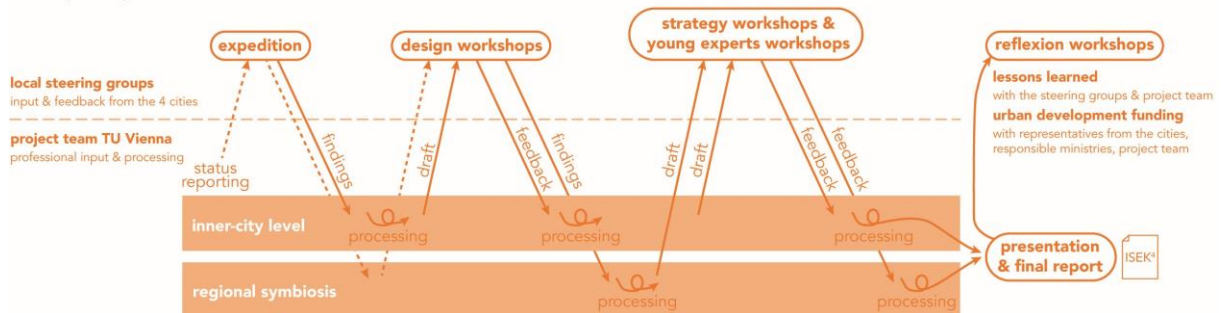 expedition
design workshops
strategy workshops &
young experts workshops
reflexion workshops
local steering groups
input & feedback from the 4 cities
lessons learned
with the steering groups & project team
urban development funding
with representatives from the cities,
responsible ministries, project team
project team TU Vienna
professional input & processing
status
reporting
findings
draft
feedback
findings
draft
draft
feedback
feedback
inner-city level
processing
processing
processing
presentation
& final report
ISEK⁴
regional symbiosis
processing
processing